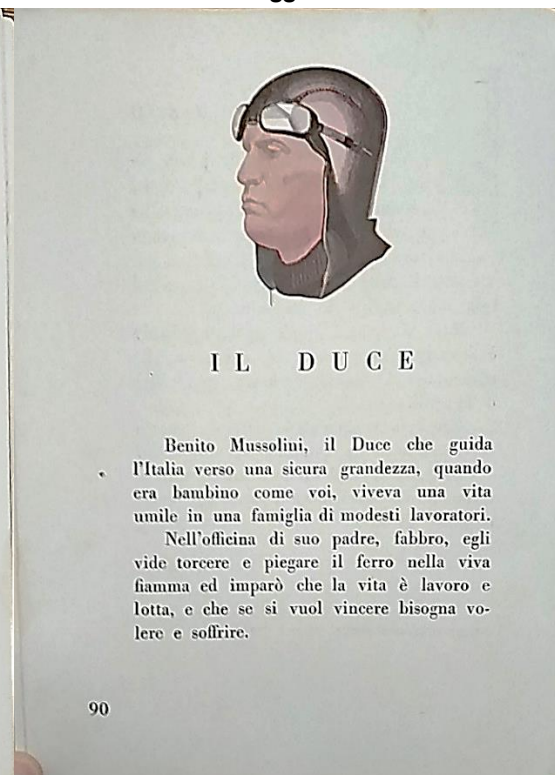 IL DUCE
Benito Mussolini, il Duce che guida
l'Italia verso una sicura grandezza, quando
era bambino come voi, viveva una vita
umile in una famiglia di modesti lavoratori.
Nell'officina di suo padre, fabbro, egli
vide torcere e piegare il ferro nella viva
fiamma ed imparò che la vita è lavoro e
lotta, e che se si vuol vincere bisogna vo-
lere e soffrire.
90